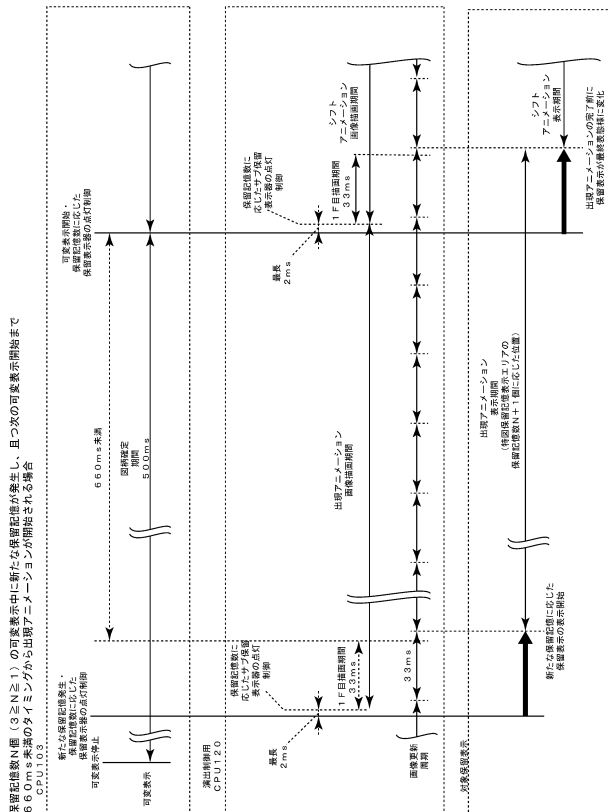 保留記憶数Ｎ個（３≧Ｎ≧１）の可変表示中に新たな保留記憶が発生し、且つ次の可変表示開始まで
６６０ｍｓ未満のタイミングから出現アニメーションが開始される場合
ＣＰＵ１０３
新たな保留記憶発生・
保留記憶数に応じた
保留表示器の点灯制御
可変表示停止
可変表示
６６０ｍｓ未満
図柄確定
期間
５００ｍｓ
可変表示開始・
保留記憶数に応じた
保留表示器の点灯制御
演出制御用
ＣＰＵ１２０
保留記憶数に
応じたサブ保留
表示器の点灯
制御
最長
２ｍｓ
１Ｆ目描画期間
３３ｍｓ
出現アニメーション
画像描画期間
保留記憶数に
応じたサブ保留
表示器の点灯
制御
最長
２ｍｓ
１Ｆ目描画期間
３３ｍｓ
シフト
アニメーション
画像描画期間
画像更新
周期
３３ｍｓ
対象保留表示
新たな保留記憶に応じた
保留表示の表示開始
出現アニメーション
表示期間
（特図保留記憶表示エリアの
保留記憶数Ｎ＋１個に応じた位置）
シフト
アニメーション
表示期間
出現アニメーションの完了前に
保留表示が最終表態様に変化